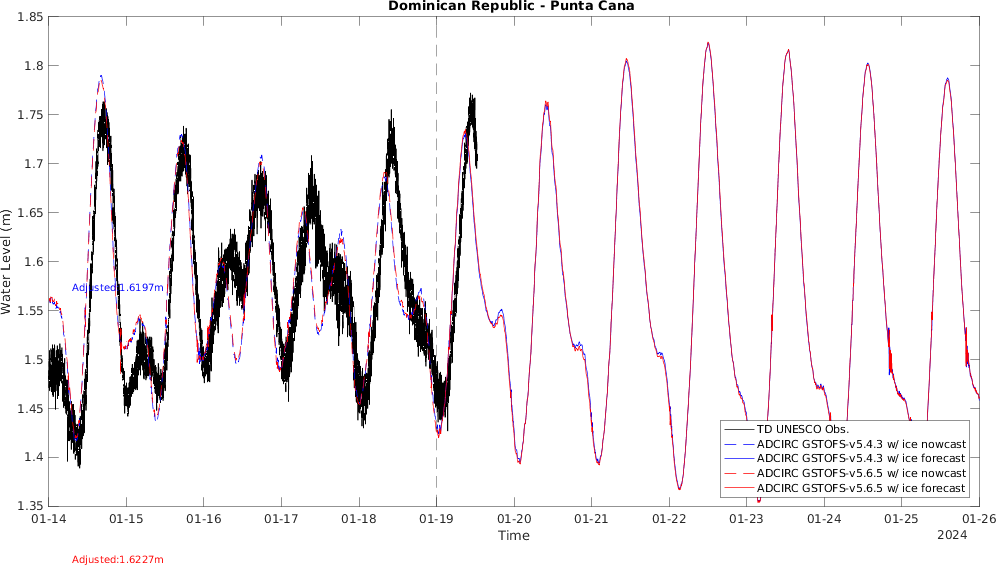 Dominican Republic - Punta Cana
1.85
1.8
1.75
1.7
1.65
1.6
1.55
1.5
1.45
1.4
1.35
Water Level (m)
Adjusted:1.6197m
TD UNESCO Obs.
ADCIRC GSTOFS-v5.4.3 w/ ice nowcast
ADCIRC GSTOFS-v5.4.3 w/ ice forecast
ADCIRC GSTOFS-v5.6.5 w/ ice nowcast
ADCIRC GSTOFS-v5.6.5 w/ ice forecast
01-14 01-15 01-16 01-17 01-18 01-19 01-20 01-21 01-22 01-23 01-24 01-25 01-26
Time
2024
Adjusted:1.6227m